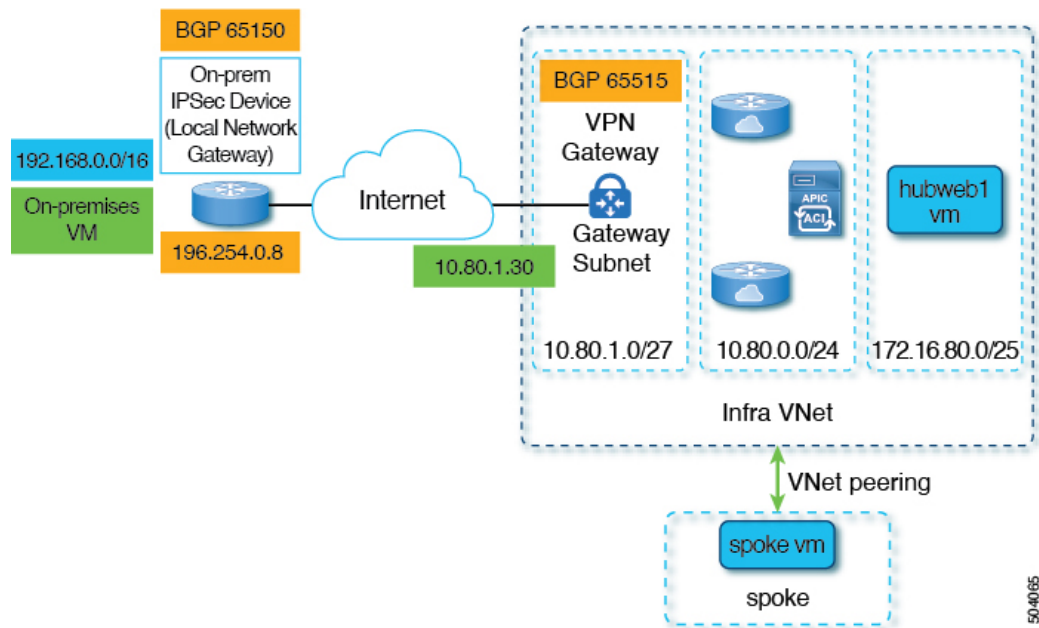 BGP 65150
On-prem
IPSec Device
(Local Network
Gateway)
192.168.0.0/16
On-premises
VM
196.254.0.8
Internet
10.80.1.30
BGP 65515
VPN
Gateway
Gateway
Subnet
10.80.1.0/27
APIC
ACI
10.80.0.0/24
hubweb1
vm
172.16.80.0/25
Infra VNet
VNet peering
spoke vm
spoke
504065